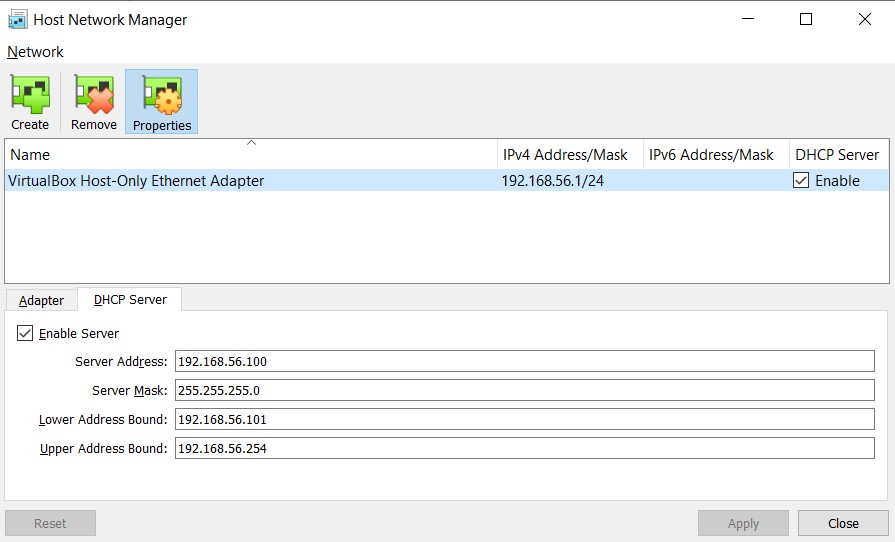 Host Network Manager
Network
Create Remove Properties
Name IPv4 Address/Mask IPv6 Address/Mask DHCP Server
VirtualBox Host-Only Ethernet Adapter 192.168.56.1/24 Enable
Adapter DHCP Server
Enable Server
Server Address: 192.168.56.100
Server Mask: 255.255.255.0
Lower Address Bound: 192.168.56.101
Upper Address Bound: 192.168.56.254
Reset Apply Close